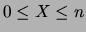 0 ≤ X ≤ n